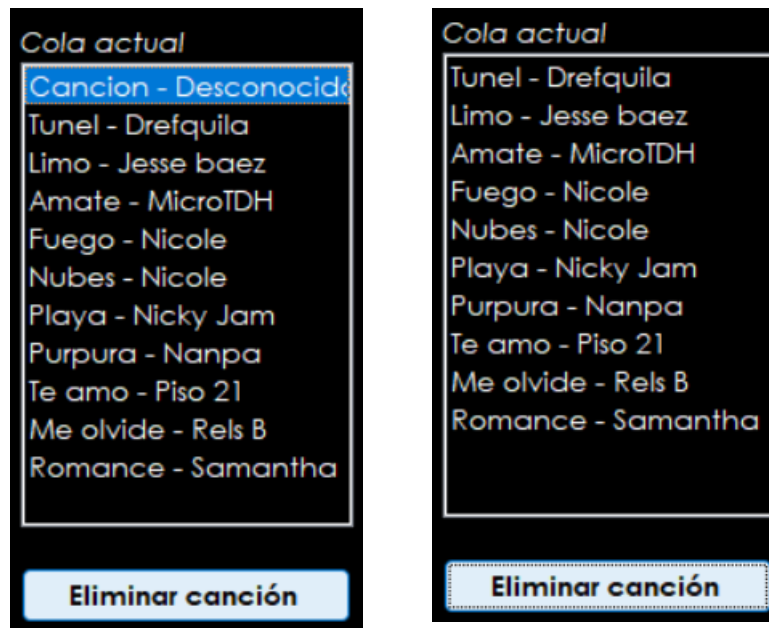 Cola actual
Cancion - Desconocido
Tunel - Drefquila
Limo - Jesse baez
Amate - MicroTDH
Fuego - Nicole
Nubes - Nicole
Playa - Nicky Jam
Purpura - Nanpa
Te amo - Piso 21
Me olvide - Rels B
Romance - Samantha
Eliminar canción
Cola actual
Tunel - Drefquila
Limo - Jesse baez
Amate - MicroTDH
Fuego - Nicole
Nubes - Nicole
Playa - Nicky Jam
Purpura - Nanpa
Te amo - Piso 21
Me olvide - Rels B
Romance - Samantha
Eliminar canción